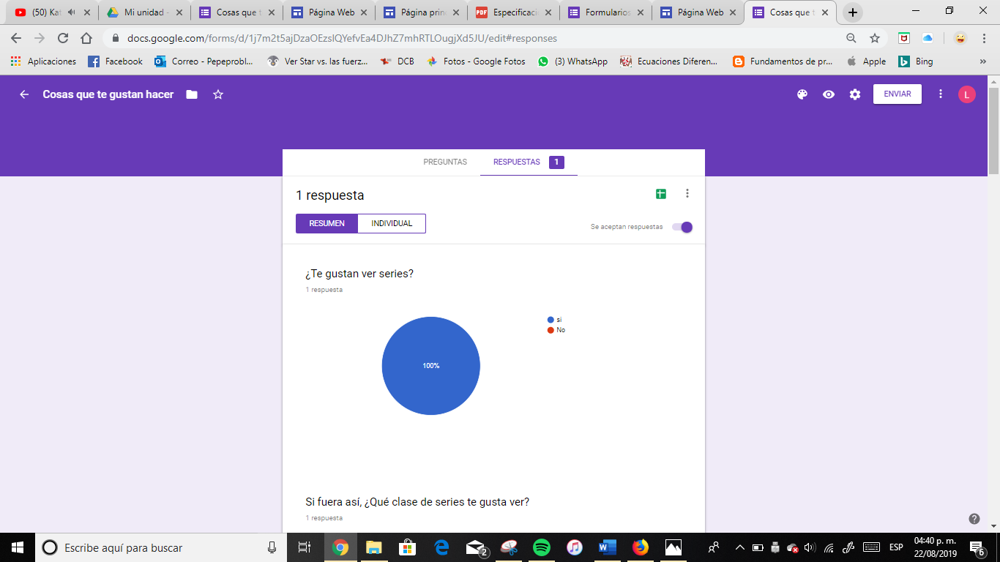 (50) Kat
Mi unidad -
Cosas que t
Página Web
Página prin
Especificaci
Formularios
Página Web
Cosas que t
docs.google.com/forms/d/1j7m2t5ajDzaOEzsIQYefvEa4DJhZ7mhRTLOugjXd5JU/edit#responses
Aplicaciones
Facebook
Correo - Pepeprobl...
Ver Star vs. las fuerz...
DCB
Fotos - Google Fotos
(3) WhatsApp
Ecuaciones Diferen...
Fundamentos de pr...
Apple
Bing
»
Cosas que te gustan hacer
ENVIAR
L
PREGUNTAS
RESPUESTAS 1
1 respuesta
RESUMEN
INDIVIDUAL
Se aceptan respuestas
¿Te gustan ver series?
1 respuesta
si
No
100%
Si fuera así, ¿Qué clase de series te gusta ver?
1 respuesta
Escribe aquí para buscar
2
ESP
04:40 p. m.
22/08/2019
6